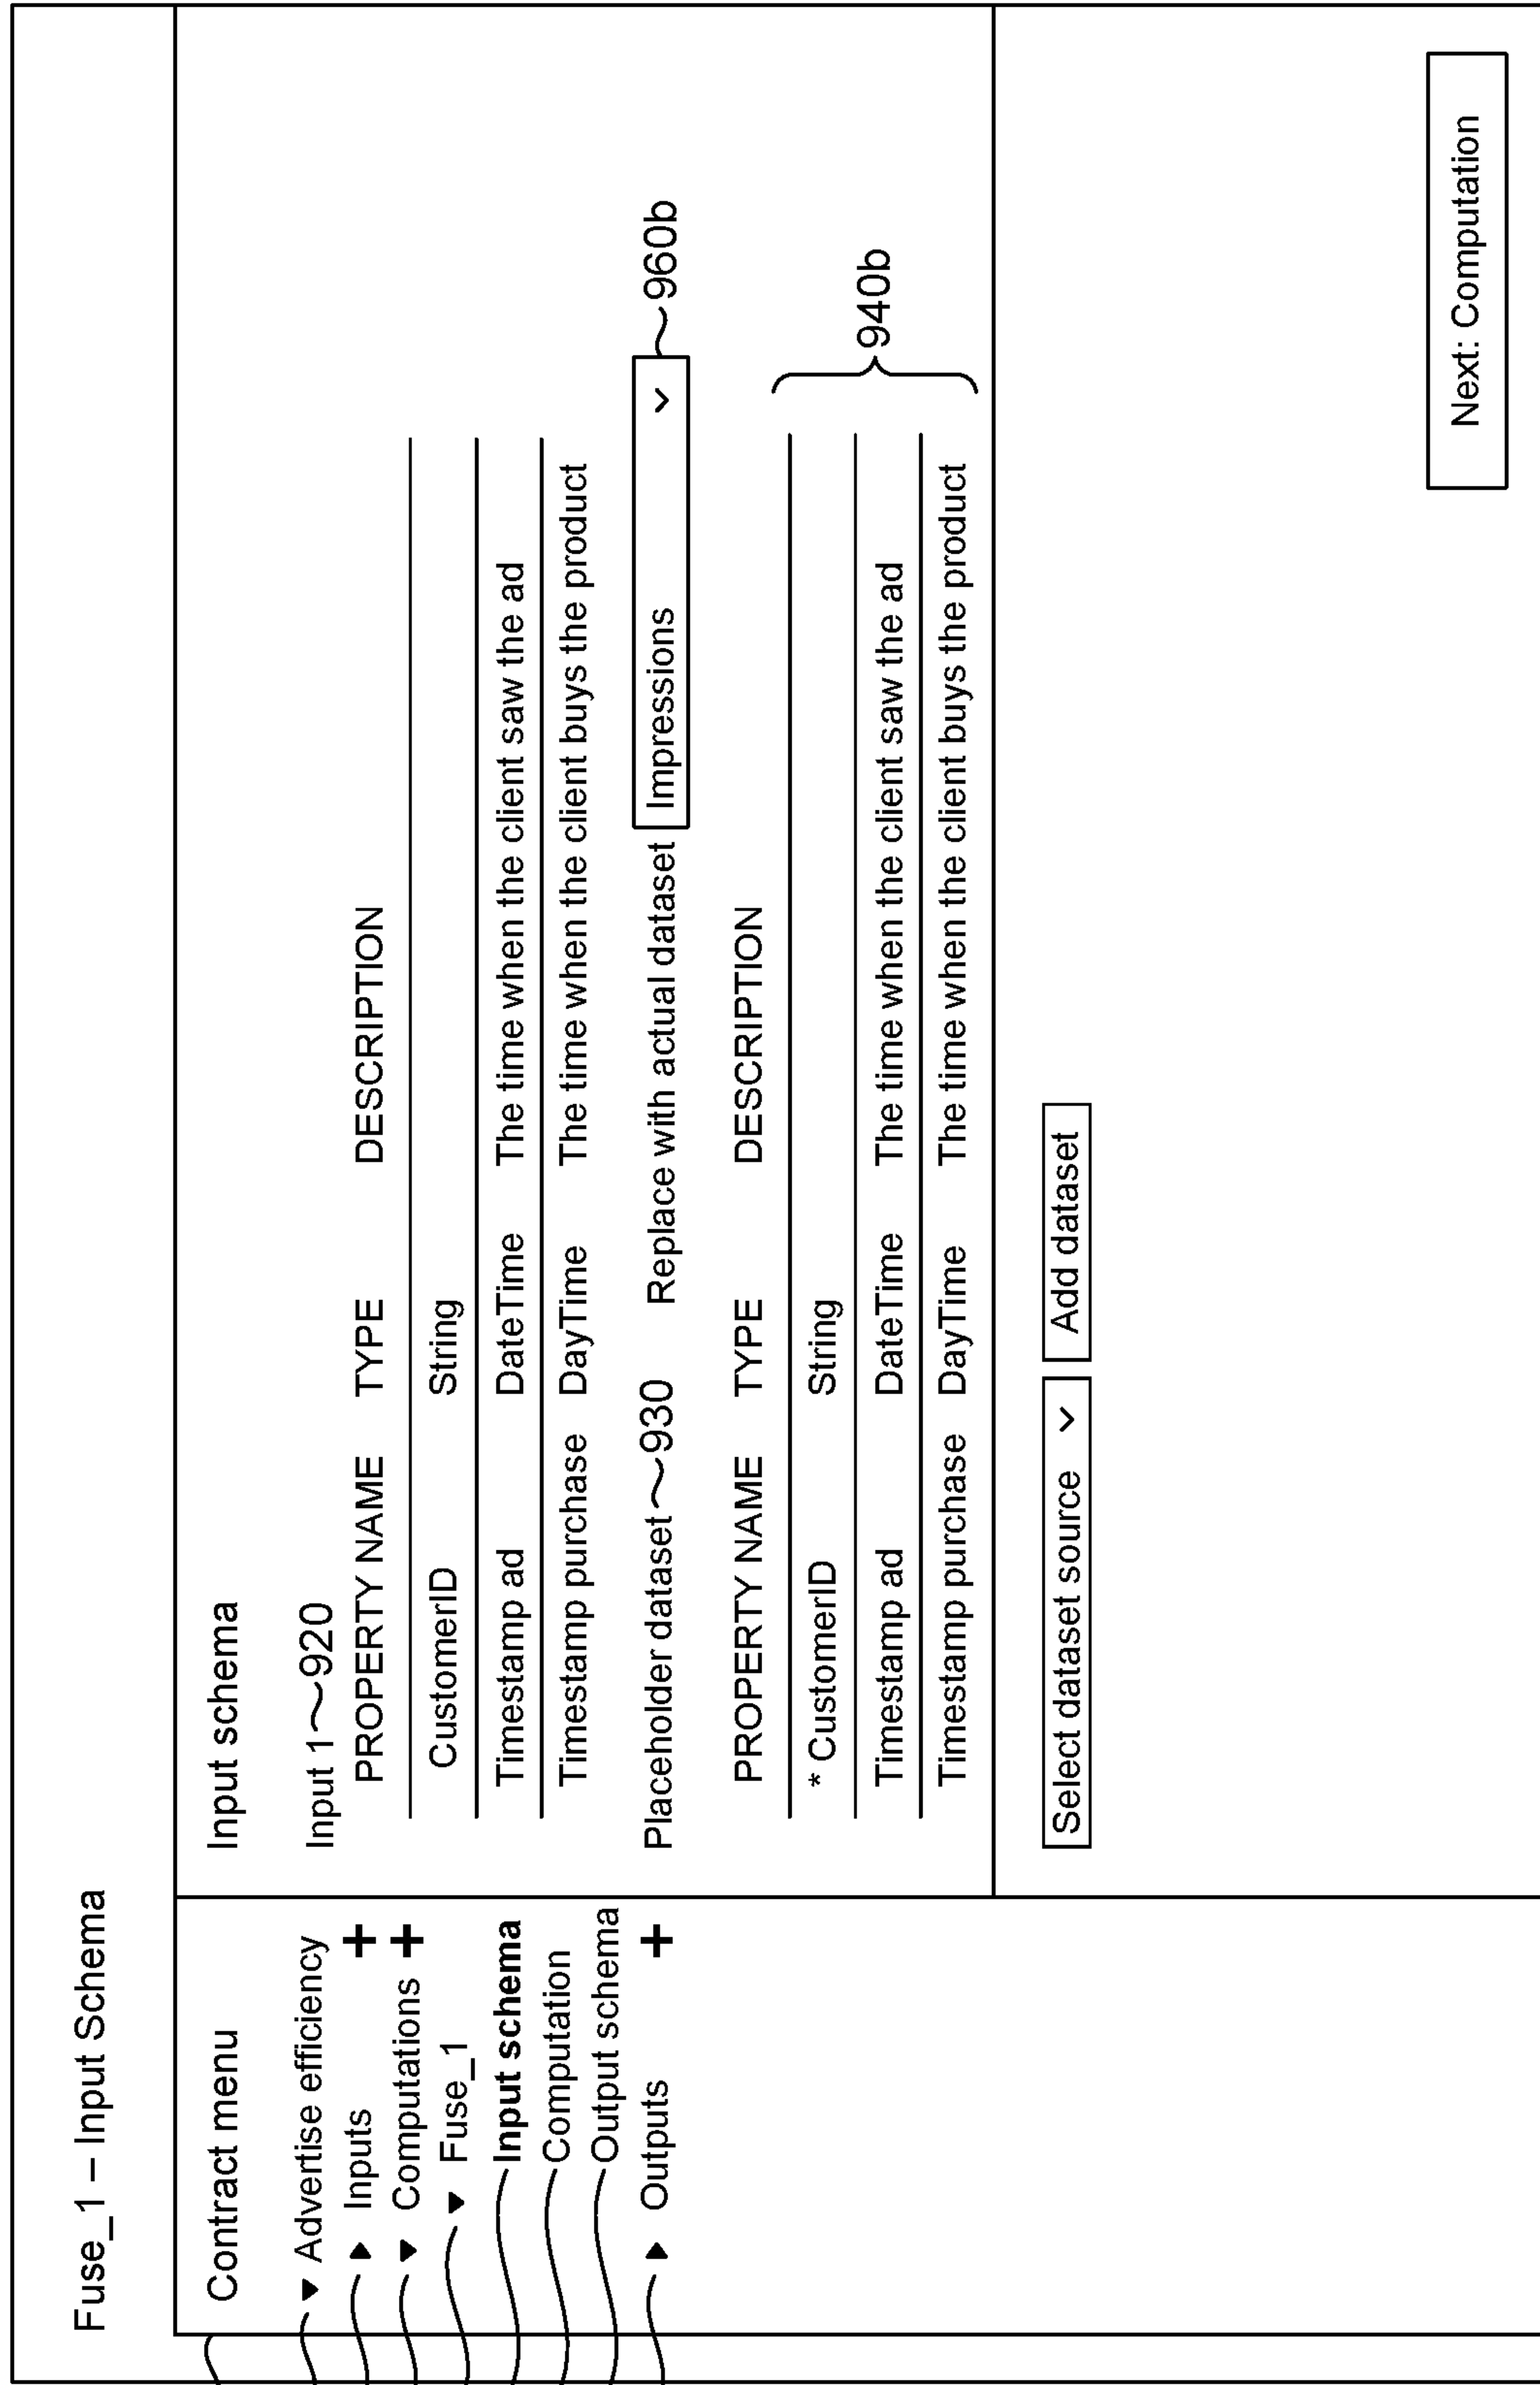 Fuse_1 – Input Schema
Contract menu
▼ Advertise efficiency
▶ Inputs +
▼ Computations +
▼ Fuse_1
Input schema
Computation
Output schema
▶ Outputs +
Input schema
Input 1~920
PROPERTY NAME TYPE DESCRIPTION
CustomerID String
Timestamp ad DateTime The time when the client saw the ad
Timestamp purchase DayTime The time when the client buys the product
Placeholder dataset~930 Replace with actual dataset Impressions ~960b
PROPERTY NAME TYPE DESCRIPTION
* CustomerID String
Timestamp ad DateTime The time when the client saw the ad
Timestamp purchase DayTime The time when the client buys the product
940b
Select dataset source Add dataset
Next: Computation